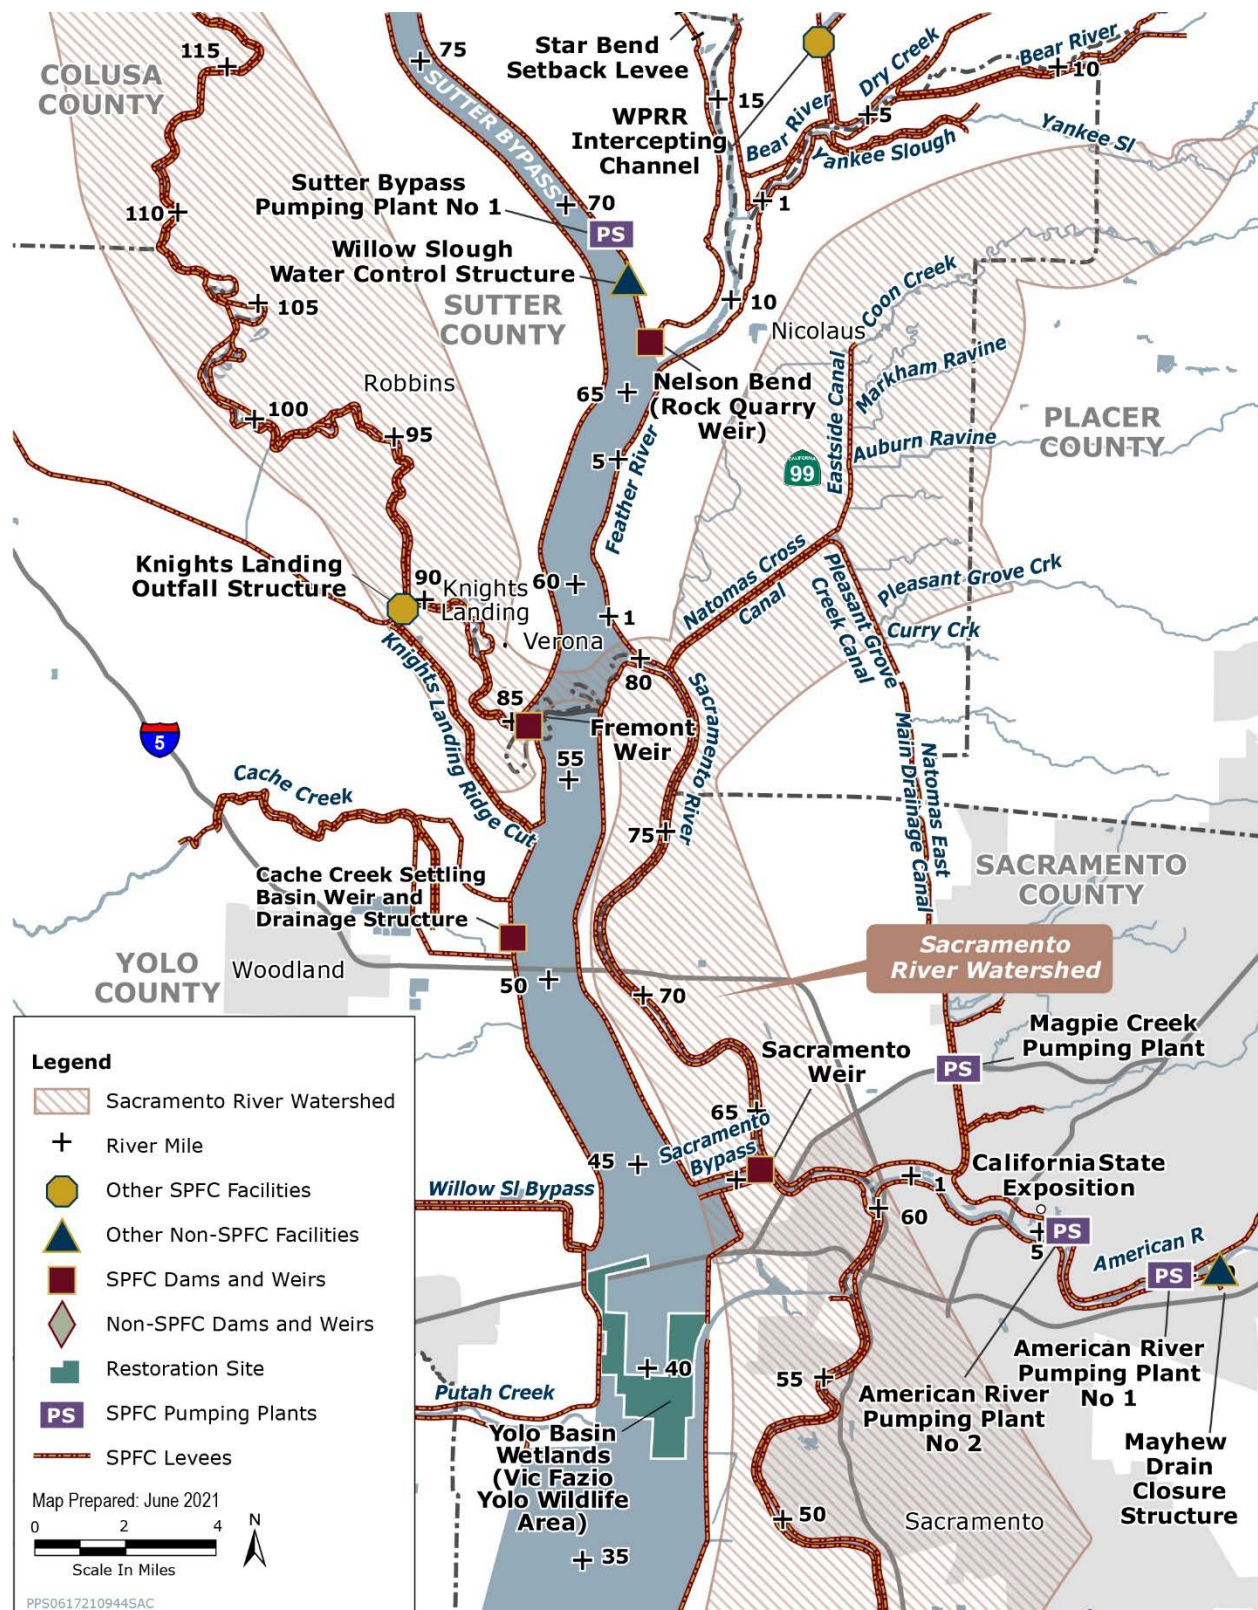 115
COLUSA
COUNTY
75
SUTTER BYPASS
Star Bend
Setback Levee
Dry Creek
Bear River
10
15
WPRR
Intercepting
Channel
Bear River
5
Yankee Slough
Yankee Sl
Sutter Bypass
Pumping Plant No 1
70
PS
1
110
Willow Slough
Water Control Structure
SUTTER
COUNTY
105
10
Nicolaus
Coon Creek
Robbins
Nelson Bend
(Rock Quarry
Weir)
65
Eastside Canal
Markham Ravine
100
95
PLACER
COUNTY
Auburn Ravine
CALIFORNIA
99
5
Feather River
Knights Landing
Outfall Structure
90
Knights
Landing
60
1
Verona
Natomas Cross
Canal
Pleasant Grove
Creek Canal
Pleasant Grove Crk
Curry Crk
Knights Landing Ridge Cut
80
85
Fremont
Weir
Sacramento River
5
55
Natomas East
Main Drainage Canal
Cache Creek
75
SACRAMENTO
COUNTY
Cache Creek Settling
Basin Weir and
Drainage Structure
YOLO
COUNTY
Woodland
50
Sacramento
River Watershed
70
Magpie Creek
Pumping Plant
PS
Sacramento
Weir
65
Sacramento
Bypass
45
Willow Sl Bypass
California State
Exposition
1
60
5
PS
American R
PS
American River
Pumping Plant
No 1
40
55
American River
Pumping Plant
No 2
Putah Creek
Yolo Basin
Wetlands
(Vic Fazio
Yolo Wildlife
Area)
Mayhew
Drain
Closure
Structure
50
Sacramento
35
Legend
Sacramento River Watershed
River Mile
Other SPFC Facilities
Other Non-SPFC Facilities
SPFC Dams and Weirs
Non-SPFC Dams and Weirs
Restoration Site
PS SPFC Pumping Plants
SPFC Levees
Map Prepared: June 2021
0 2 4
N
Scale In Miles
PPS0617210944SAC